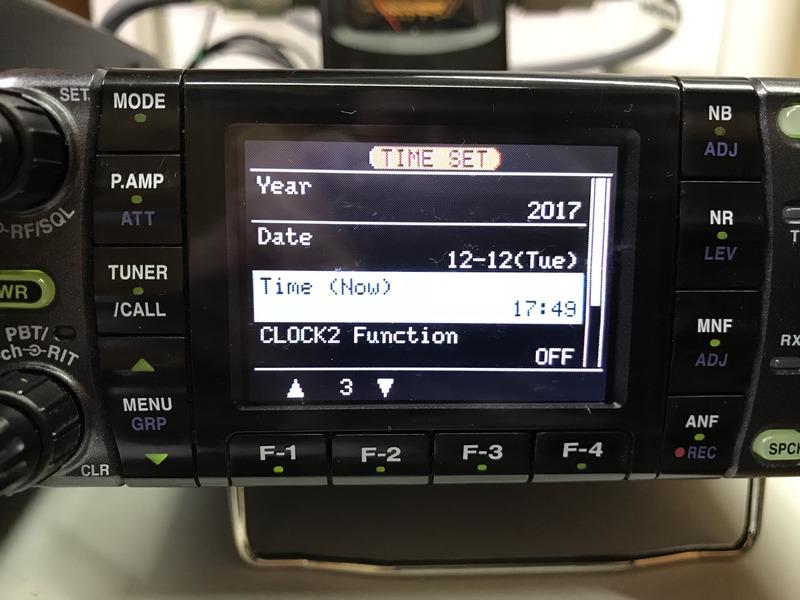 SET
-RF/SQL
WR
PBT/
ch-RIT
CLR
MODE
P.AMP
ATT
TUNER
/CALL
MENU
GRP
TIME SET
Year
2017
Date
12-12(Tue)
Time (Now)
17:49
CLOCK2 Function
OFF
3
F-1
F-2
F-3
F-4
NB
ADJ
NR
LEV
MNF
ADJ
ANF
REC
T
RX
SPCH